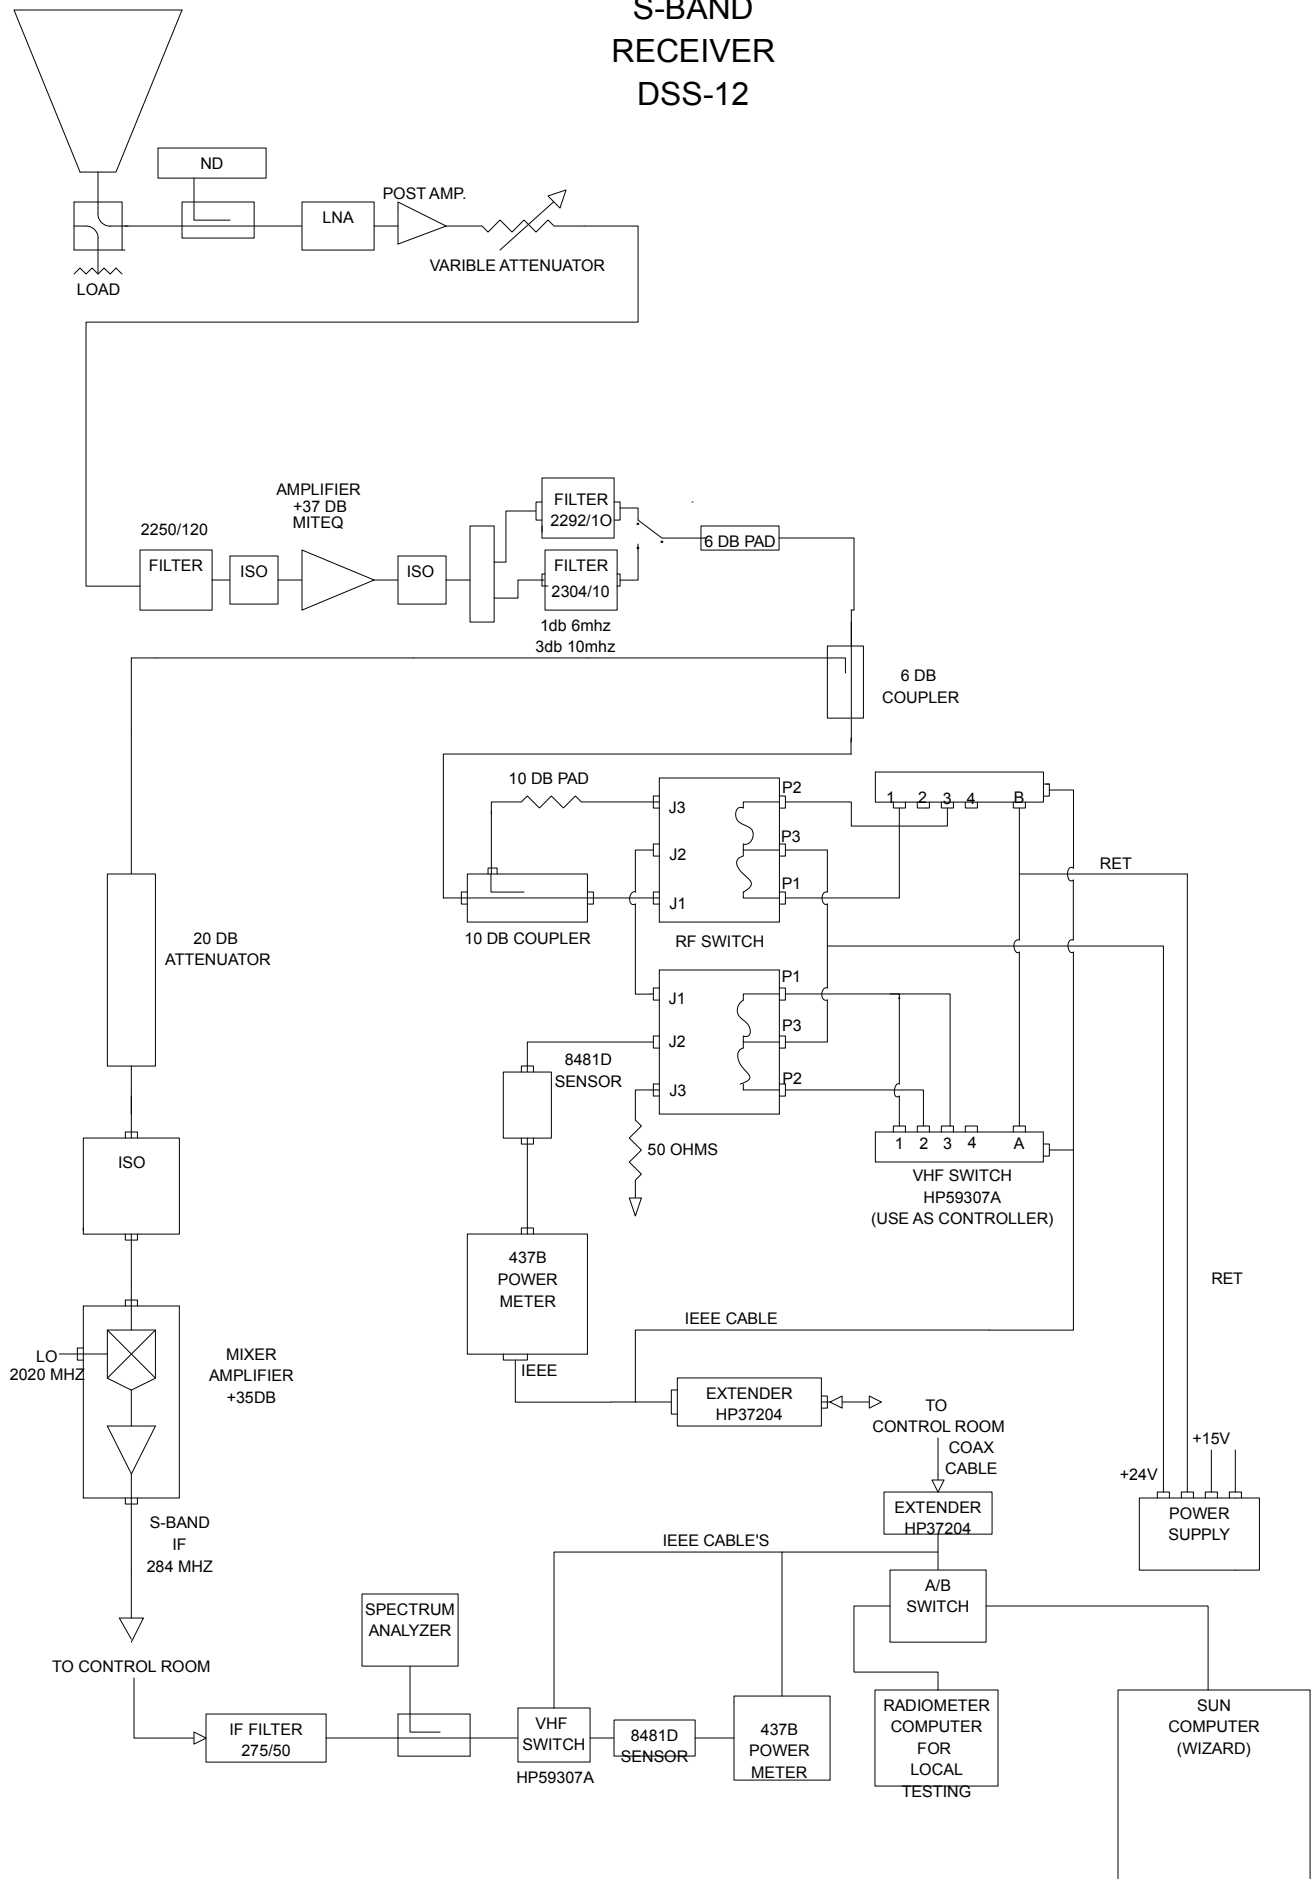 S-BAND
RECEIVER
DSS-12
ND
LNA
POST AMP.
VARIBLE ATTENUATOR
LOAD
AMPLIFIER
+37 DB
MITEQ
2250/120
FILTER
ISO
ISO
FILTER
2292/1O
FILTER
2304/10
1db 6mhz
3db 10mhz
6 DB PAD
6 DB
COUPLER
10 DB PAD
10 DB COUPLER
J3
J2
J1
P2
P3
P1
RF SWITCH
1 2 3 4 B
RET
20 DB
ATTENUATOR
J1
J2
J3
P1
P3
P2
8481D
SENSOR
50 OHMS
1 2 3 4 A
VHF SWITCH
HP59307A
(USE AS CONTROLLER)
ISO
437B
POWER
METER
RET
IEEE CABLE
IEEE
LO
2020 MHZ
MIXER
AMPLIFIER
+35DB
EXTENDER
HP37204
TO
CONTROL ROOM
COAX
CABLE
+15V
+24V
POWER
SUPPLY
EXTENDER
HP37204
S-BAND
IF
284 MHZ
IEEE CABLE'S
A/B
SWITCH
SPECTRUM
ANALYZER
TO CONTROL ROOM
IF FILTER
275/50
VHF
SWITCH
HP59307A
8481D
SENSOR
437B
POWER
METER
RADIOMETER
COMPUTER
FOR
LOCAL
TESTING
SUN
COMPUTER
(WIZARD)